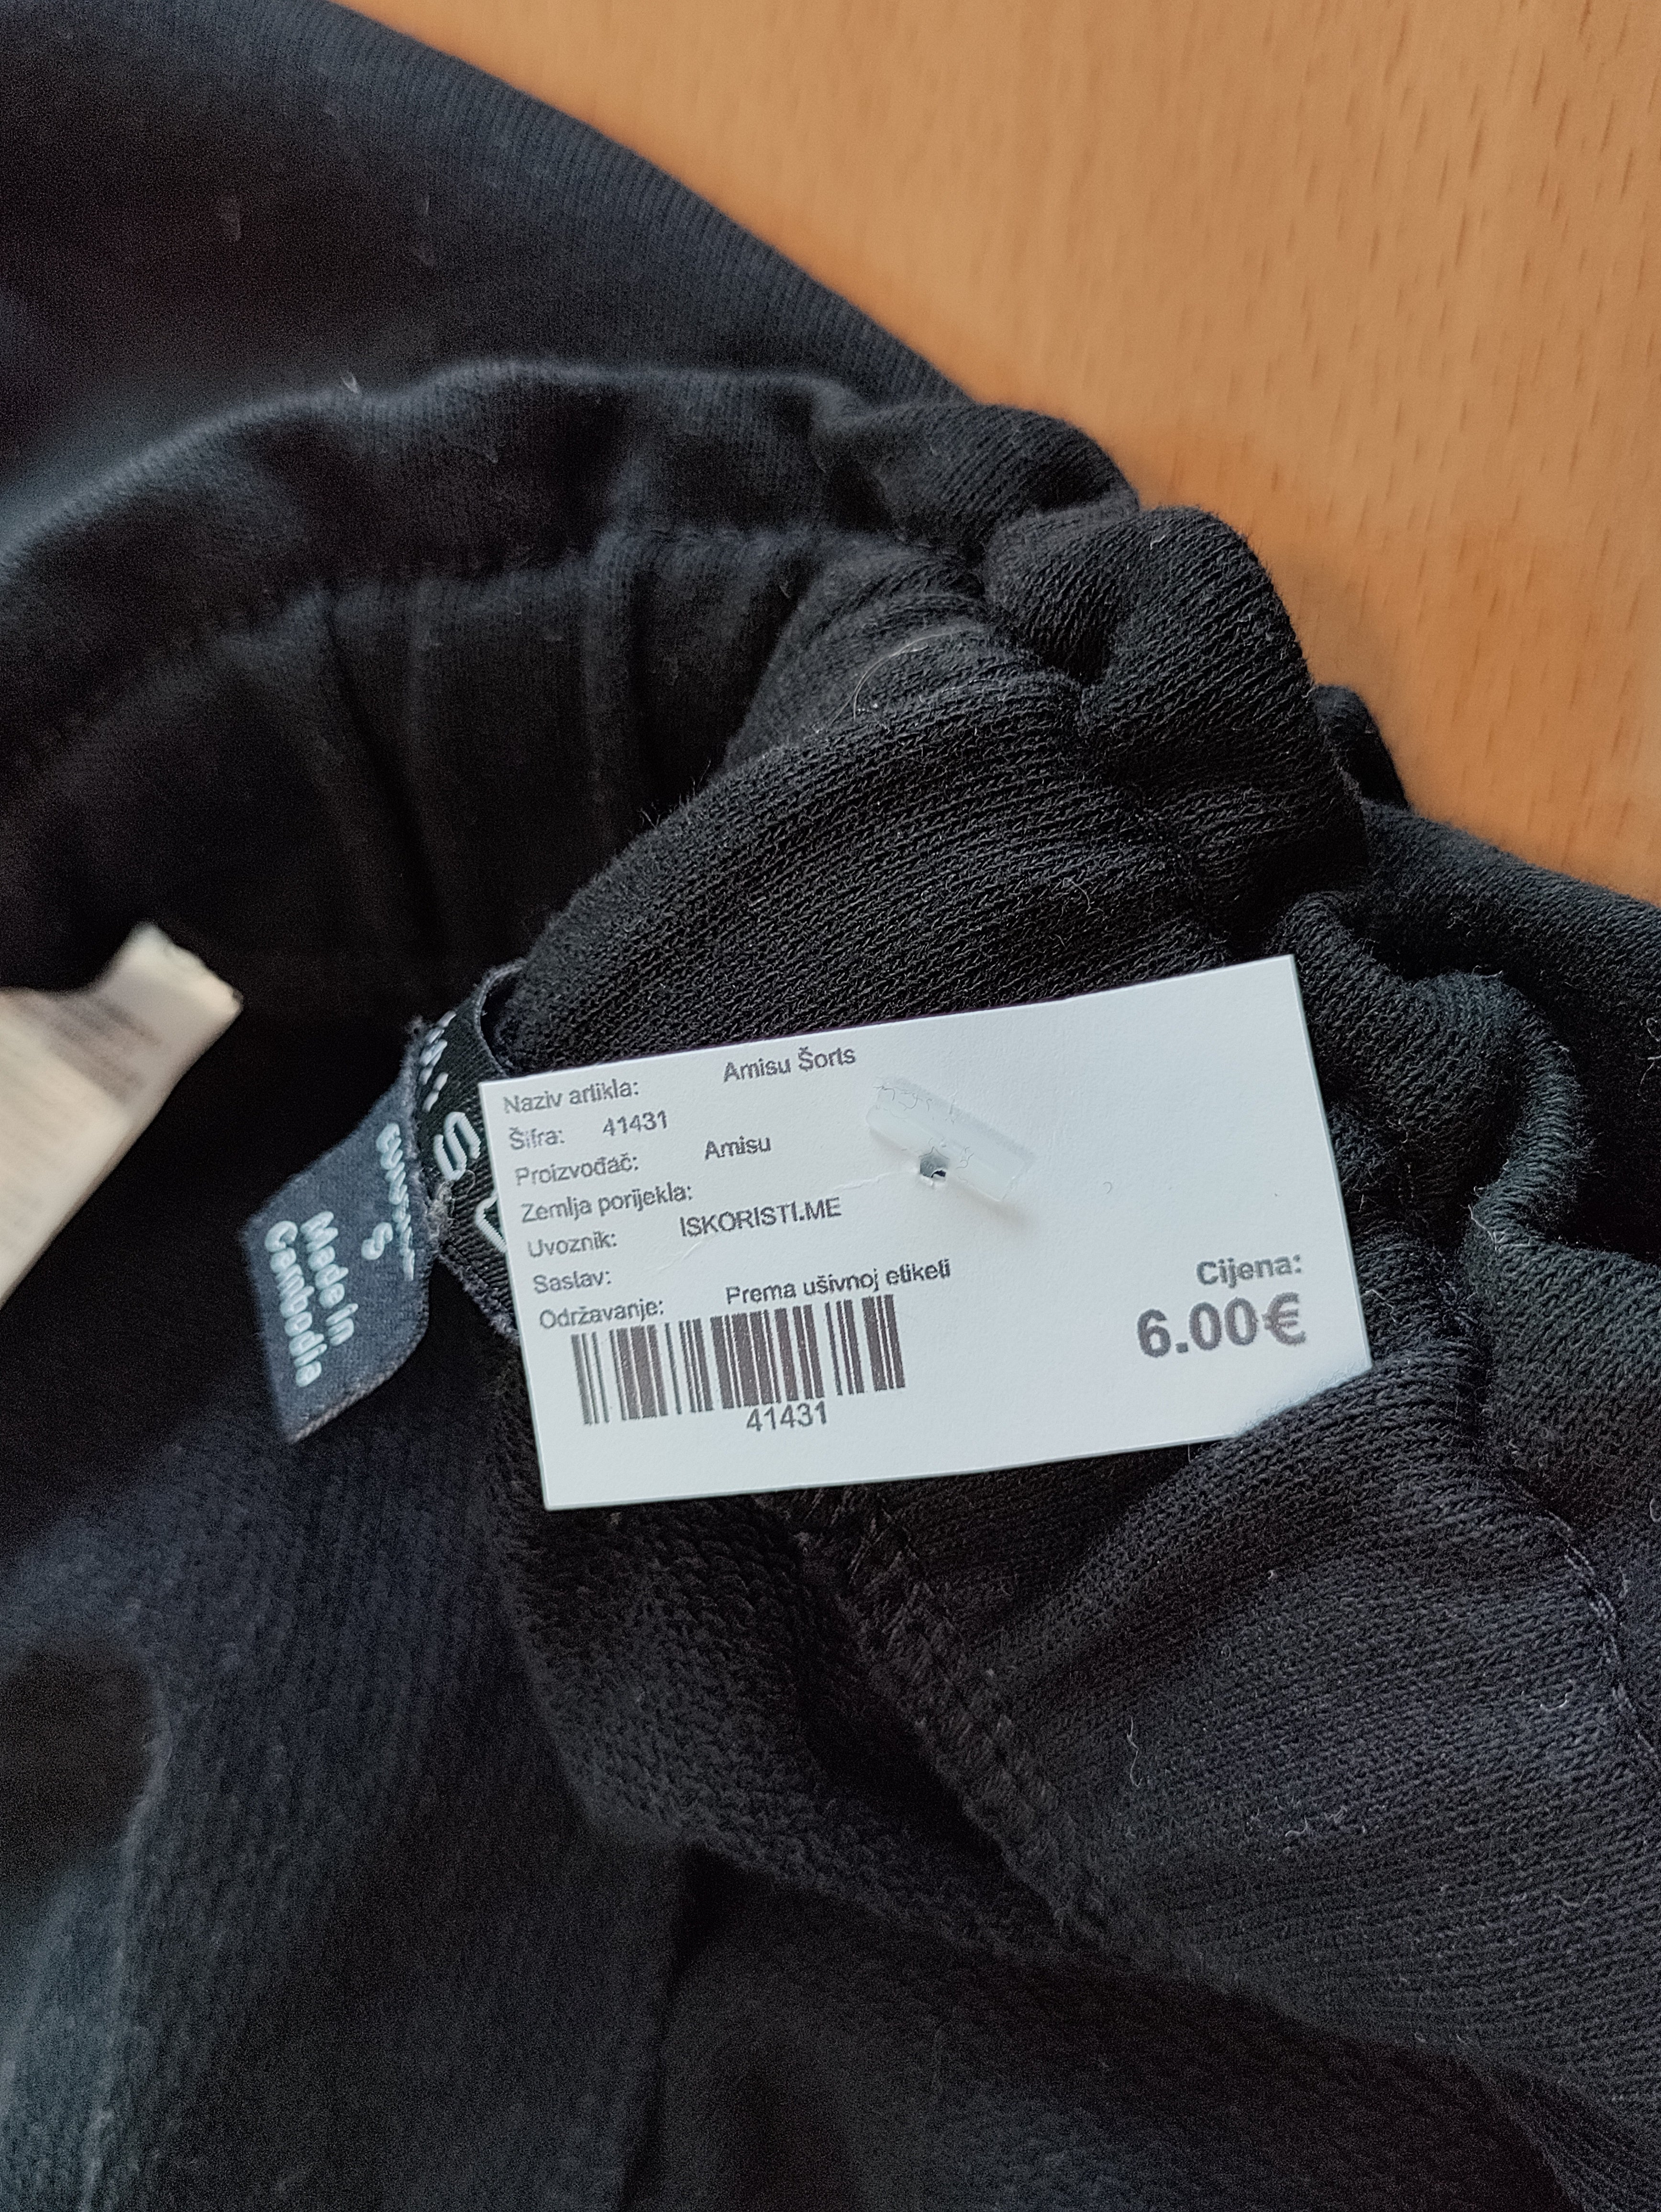 Naziv artikla: Amisu Šorts
Šifra: 41431
Proizvođač: Amisu
Zemlja porijekla:
Uvoznik: ISKORISTI.ME
Sastav:
Održavanje: Prema ušivnoj etiketi
41431
Cijena:
6.00€
S
Made in
Cambodia